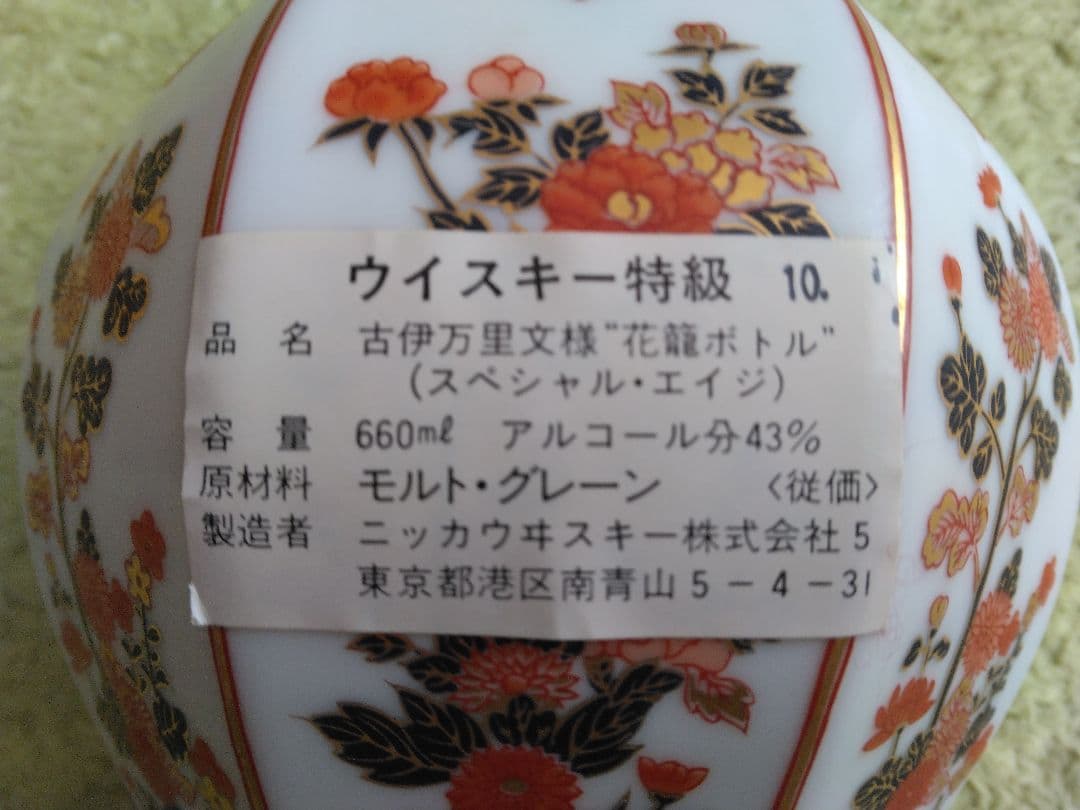 ウイスキー特級 10.
品名 古伊万里文様"花籠ボトル"
(スペシャル・エイジ)
容量 660ml アルコール分43%
原材料 モルト・グレーン 〈従価〉
製造者 ニッカウヰスキー株式会社 5
東京都港区南青山5-4-31